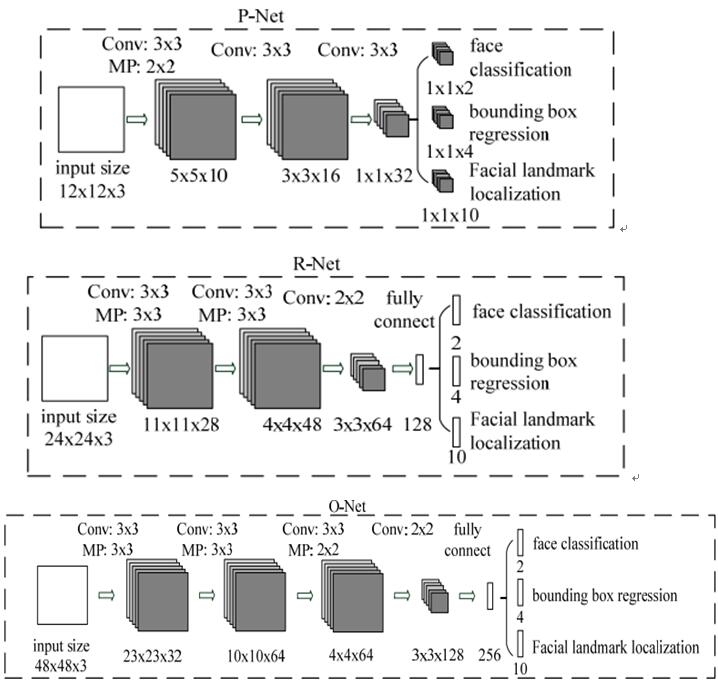 P-Net
Conv: 3x3
MP: 2x2
Conv: 3x3
Conv: 3x3
face
classification
1x1x2
bounding box
regression
1x1x4
Facial landmark
localization
1x1x10
input size
12x12x3
5x5x10
3x3x16
1x1x32
R-Net
Conv: 3x3
MP: 3x3
Conv: 3x3
MP: 3x3
Conv: 2x2
fully
connect
face classification
2
bounding box
regression
4
Facial landmark
localization
10
input size
24x24x3
11x11x28
4x4x48
3x3x64
128
O-Net
Conv: 3x3
MP: 3x3
Conv: 3x3
MP: 3x3
Conv: 3x3
MP: 2x2
Conv: 2x2
fully
connect
face classification
2
bounding box regression
4
Facial landmark localization
10
input size
48x48x3
23x23x32
10x10x64
4x4x64
3x3x128
256